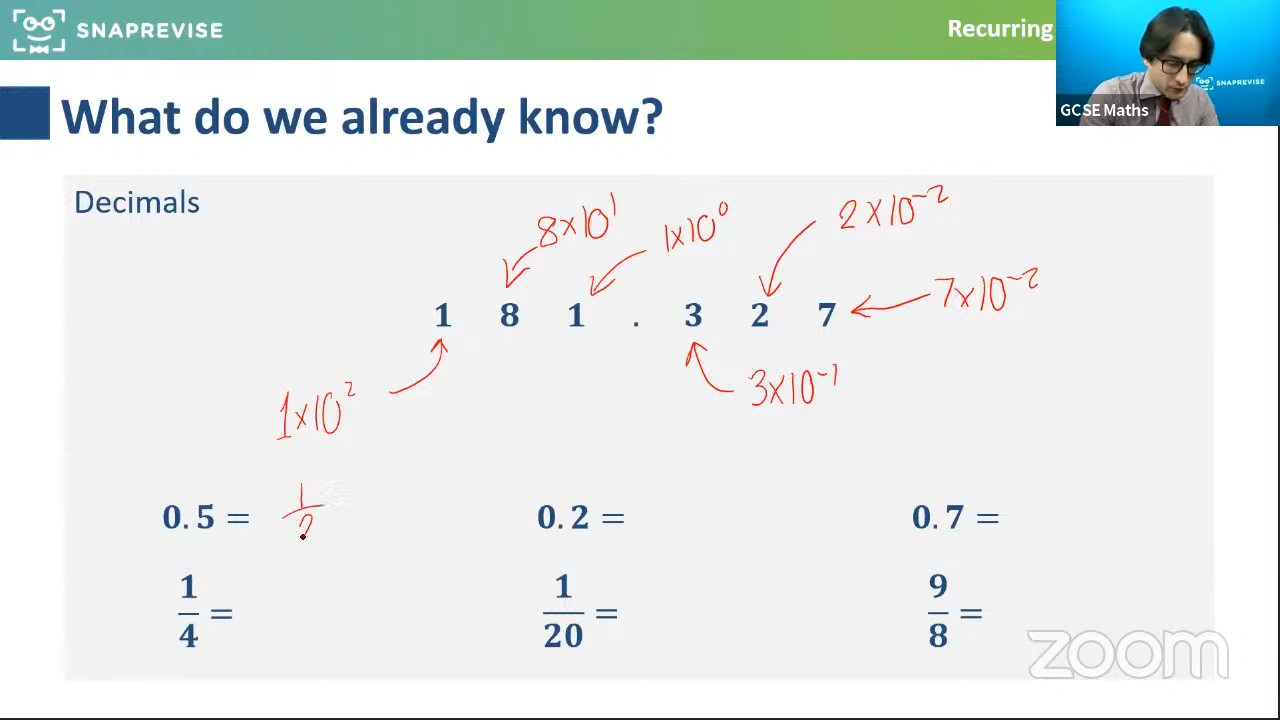 SNAPREVISE
Recurring
SNAPREVISE
GCSE Maths
What do we already know?
Decimals
8×10¹
1×10⁰
2×10⁻²
1 8 1 . 3 2 7
7×10⁻²
3×10⁻¹
1×10²
0.5 = 1/2
0.2 =
0.7 =
1/4 =
1/20 =
9/8 =
zoom